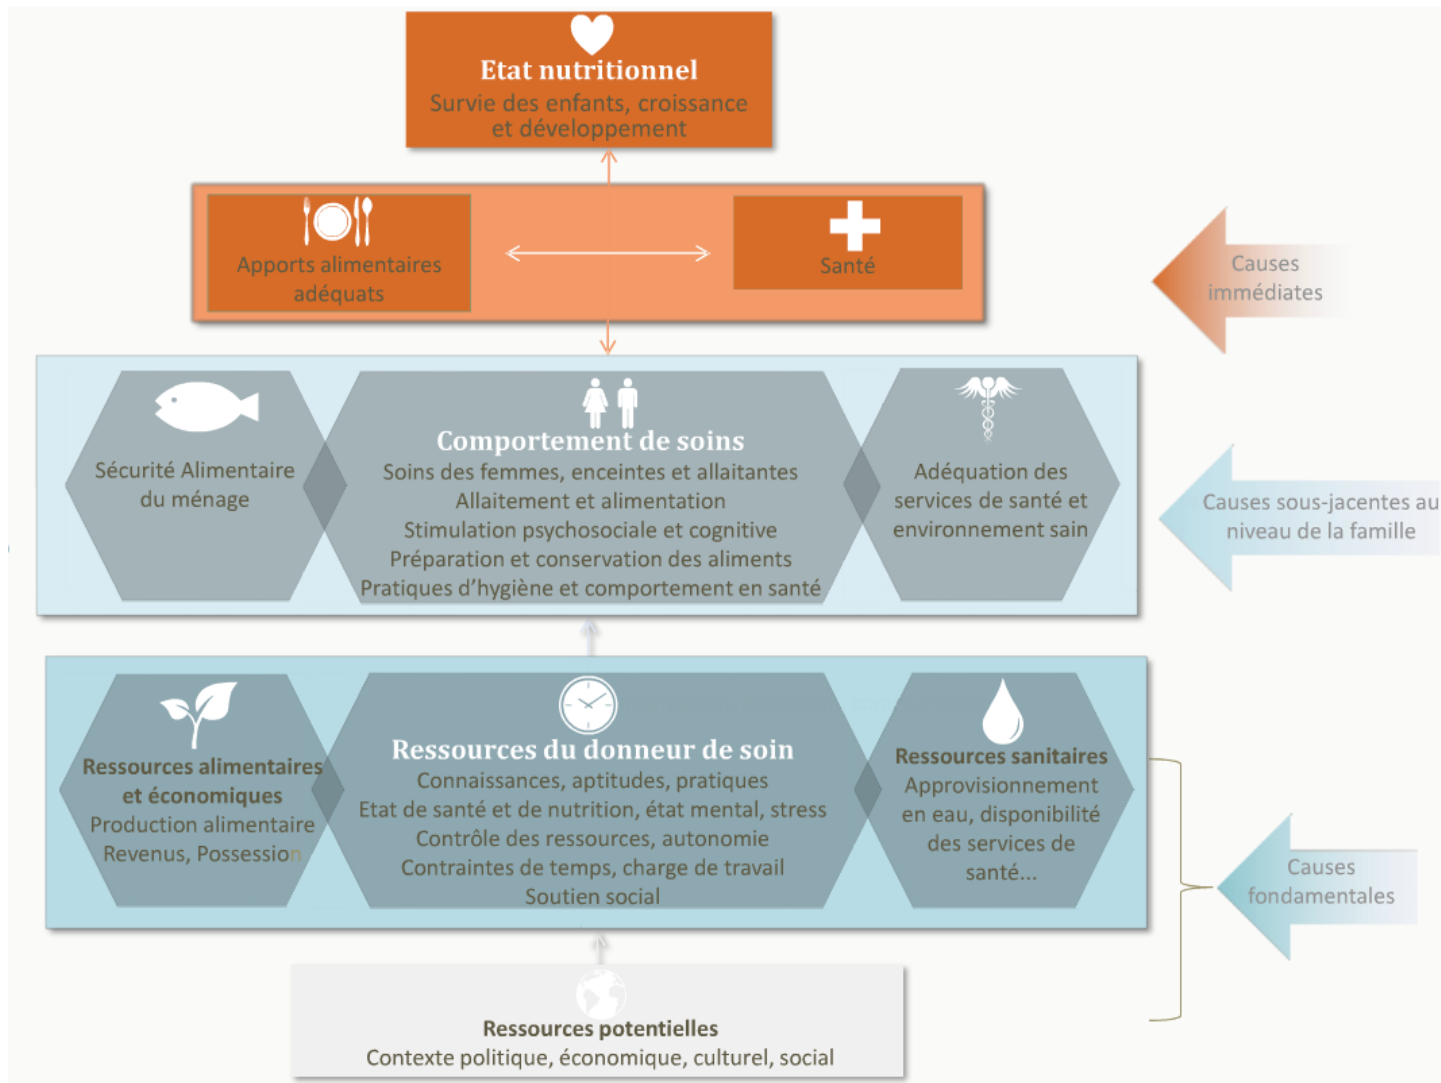 Etat nutritionnel
Survie des enfants, croissance
et développement
Apports alimentaires
adéquats
Santé
Causes
immédiates
Sécurité Alimentaire
du ménage
Comportement de soins
Soins des femmes, enceintes et allaitantes
Allaitement et alimentation
Stimulation psychosociale et cognitive
Préparation et conservation des aliments
Pratiques d'hygiène et comportement en santé
Adéquation des
services de santé et
environnement sain
Causes sous-jacentes au
niveau de la famille
Ressources alimentaires
et économiques
Production alimentaire
Revenus, Possession
Ressources du donneur de soin
Connaissances, aptitudes, pratiques
Etat de santé et de nutrition, état mental, stress
Contrôle des ressources, autonomie
Contraintes de temps, charge de travail
Soutien social
Ressources sanitaires
Approvisionnement
en eau, disponibilité
des services de
santé...
Causes
fondamentales
Ressources potentielles
Contexte politique, économique, culturel, social